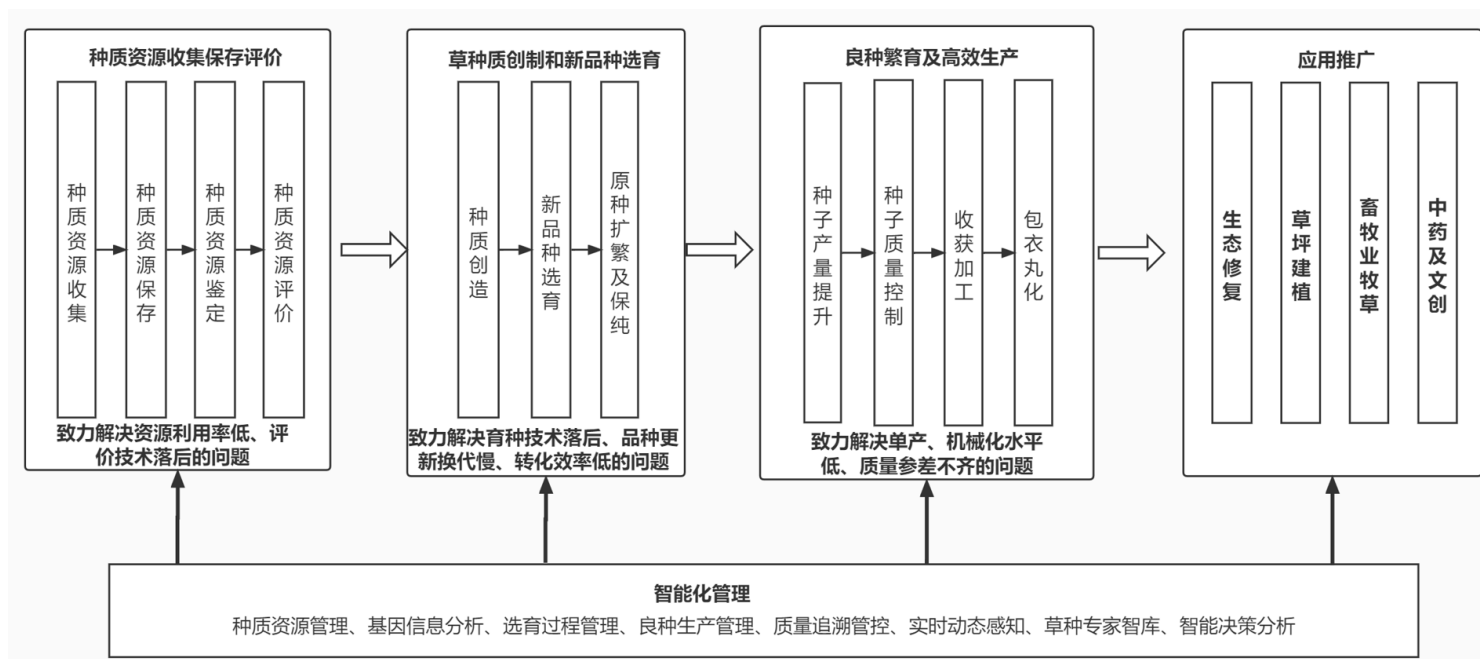 种质资源收集保存评价
种质资源收集
种质资源保存
种质资源鉴定
种质资源评价
致力解决资源利用率低、评
价技术落后的问题
草种质创制和新品种选育
种质创造
新品种选育
原种扩繁及保纯
致力解决育种技术落后、品种更
新换代慢、转化效率低的问题
良种繁育及高效生产
种子产量提升
种子质量控制
收获加工
包衣丸化
致力解决单产、机械化水平
低、质量参差不齐的问题
应用推广
生态修复
草坪建植
畜牧业牧草
中药及文创
智能化管理
种质资源管理、基因信息分析、选育过程管理、良种生产管理、质量追溯管控、实时动态感知、草种专家智库、智能决策分析